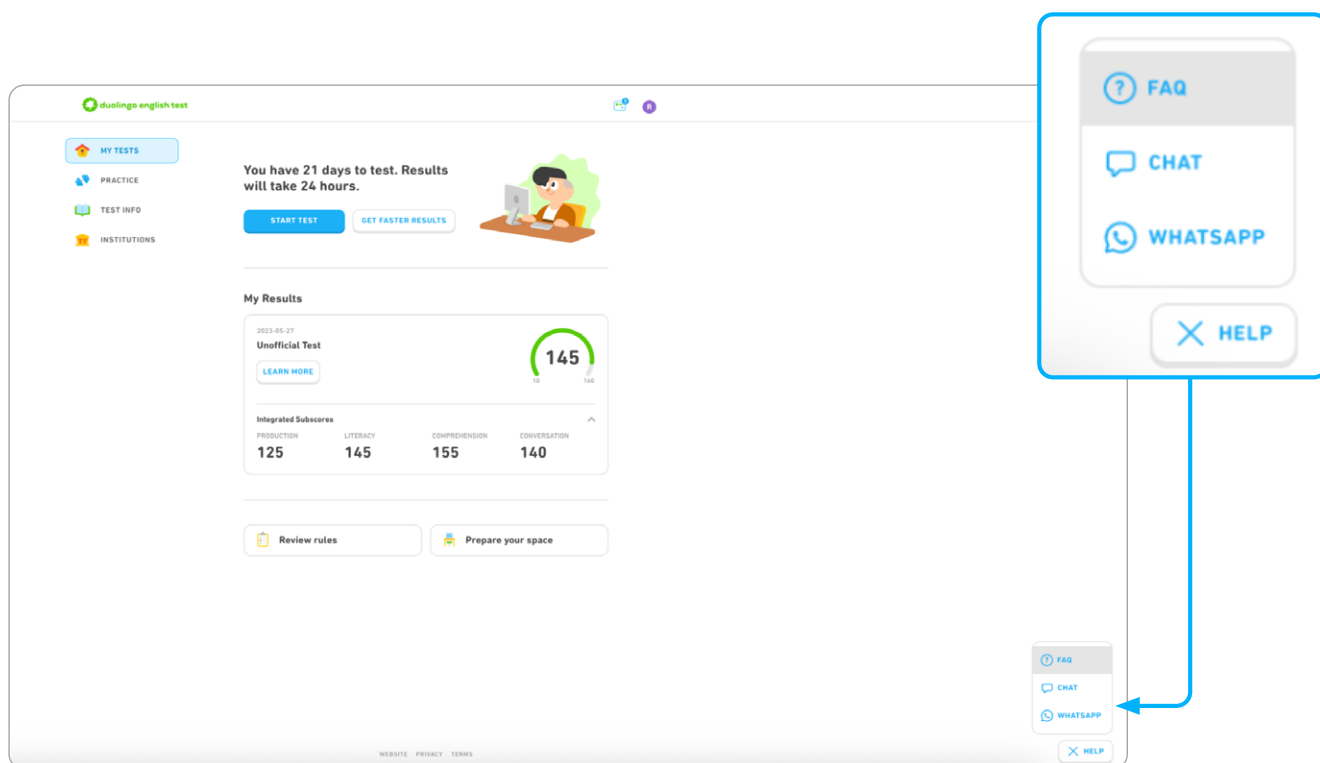 duolingo english test
R
MY TESTS
PRACTICE
TEST INFO
INSTITUTIONS
You have 21 days to test. Results
will take 24 hours.
START TEST
GET FASTER RESULTS
My Results
2023-05-27
Unofficial Test
LEARN MORE
145
10
160
Integrated Subscores
PRODUCTION
LITERACY
COMPREHENSION
CONVERSATION
125
145
155
140
Review rules
Prepare your space
WEBSITE PRIVACY TERMS
FAQ
CHAT
WHATSAPP
HELP
FAQ
CHAT
WHATSAPP
HELP